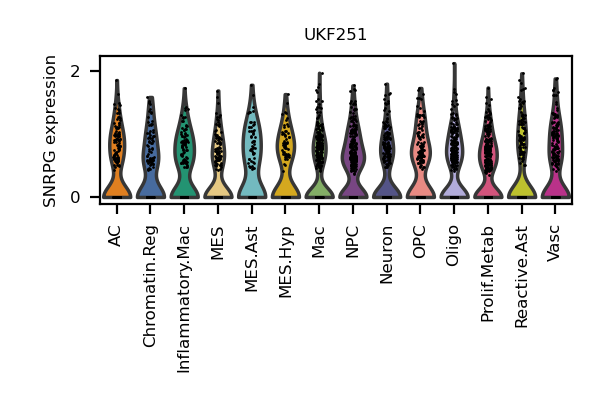 UKF251
SNRPG expression
2
0
AC
Chromatin.Reg
Inflammatory.Mac
MES
MES.Ast
MES.Hyp
Mac
NPC
Neuron
OPC
Oligo
Prolif.Metab
Reactive.Ast
Vasc